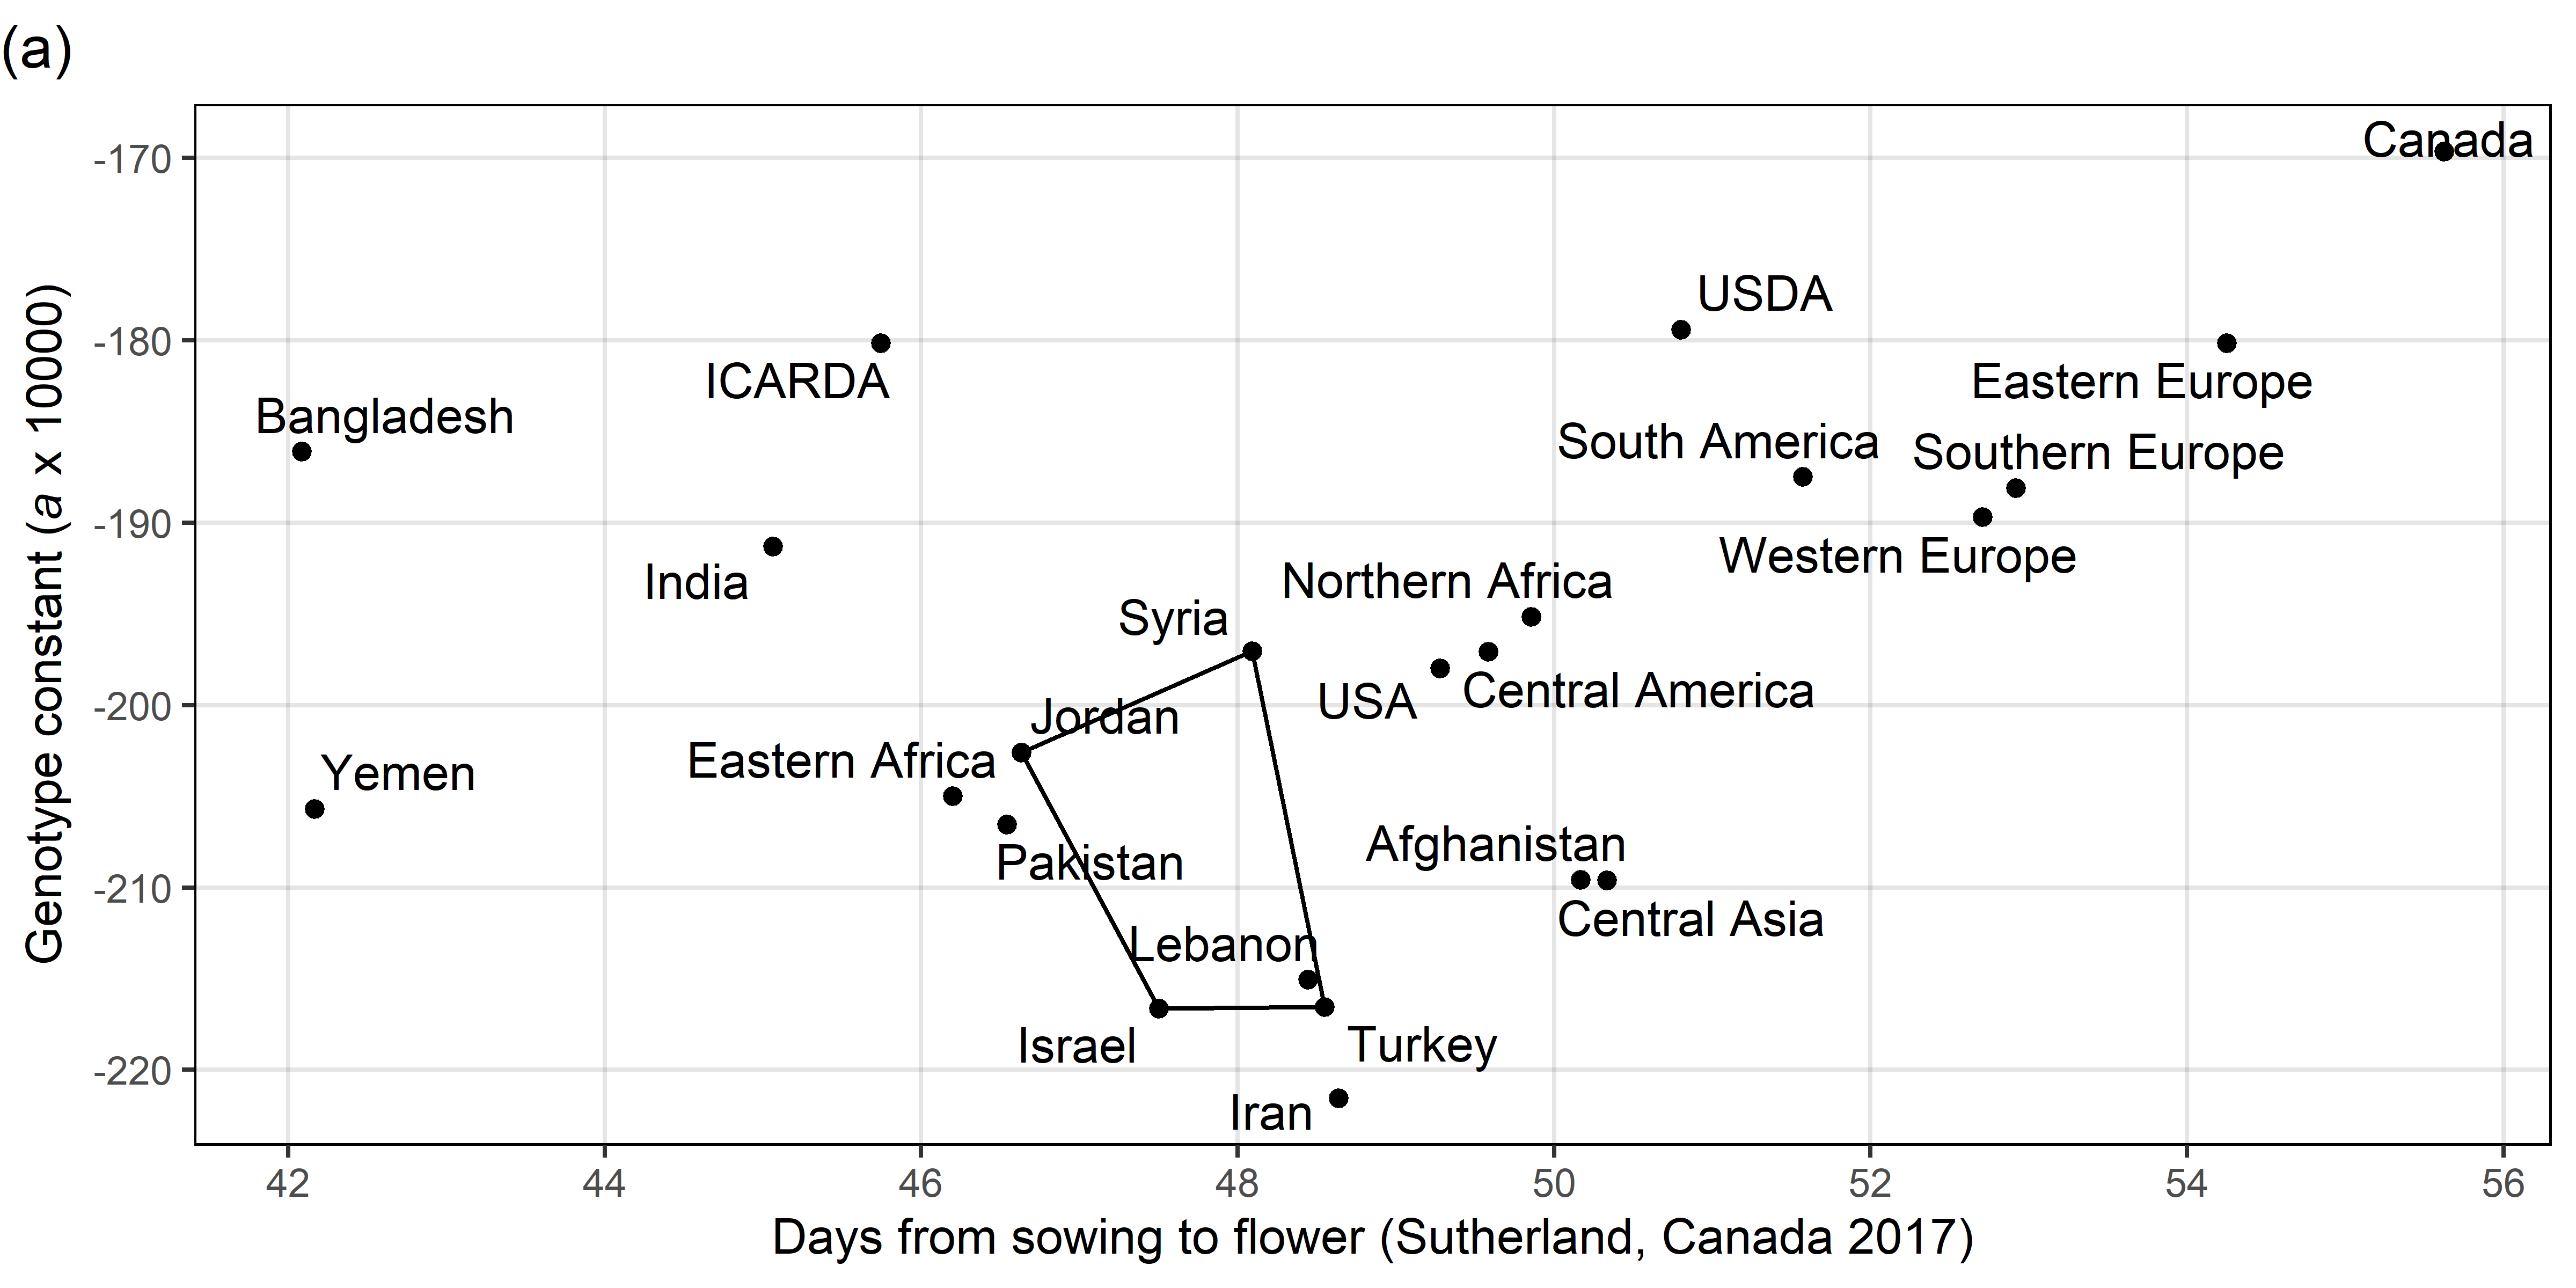 (a)
Genotype constant (a x 10000)
-170
-180
-190
-200
-210
-220
Canada
USDA
ICARDA
Eastern Europe
Bangladesh
South America
Southern Europe
Western Europe
India
Northern Africa
Syria
USA
Central America
Jordan
Eastern Africa
Yemen
Afghanistan
Pakistan
Central Asia
Lebanon
Israel
Turkey
Iran
42 44 46 48 50 52 54 56
Days from sowing to flower (Sutherland, Canada 2017)